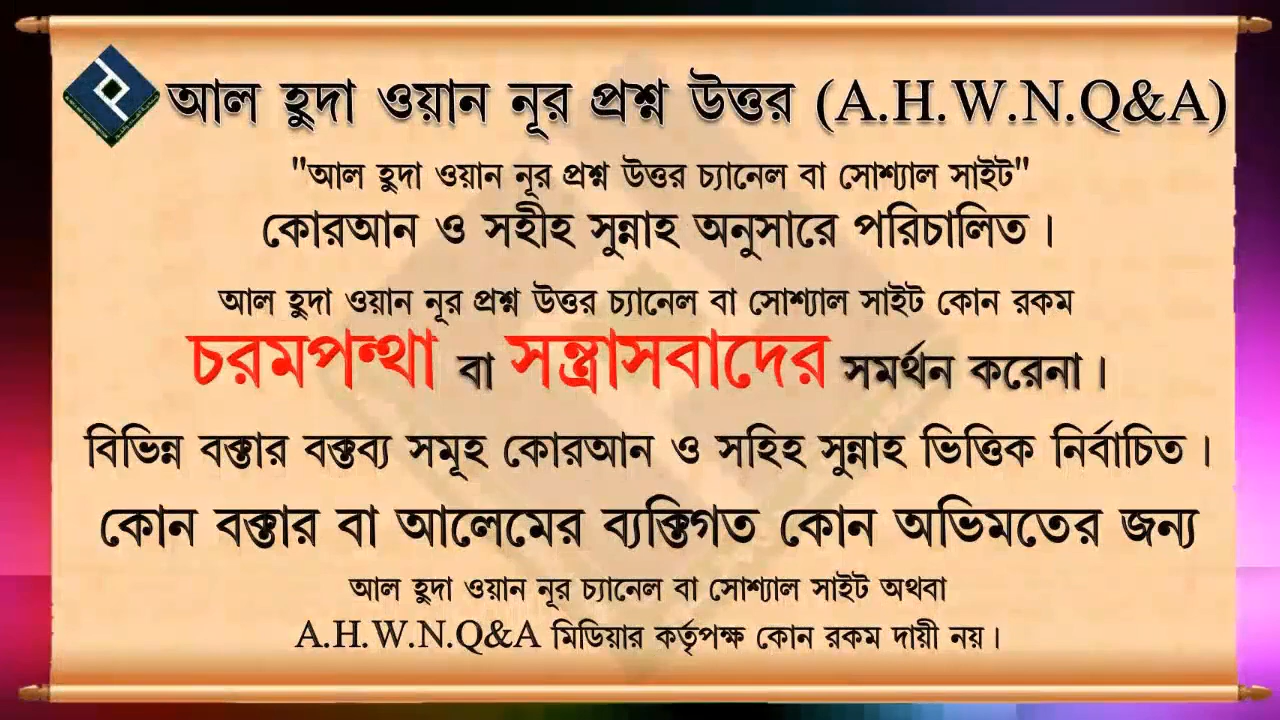 আল হুদা ওয়ান নূর প্রশ্ন উত্তর (A.H.W.N.Q&A)
"আল হুদা ওয়ান নূর প্রশ্ন উত্তর চ্যানেল বা সোশ্যাল সাইট"
কোরআন ও সহীহ সুন্নাহ অনুসারে পরিচালিত ।
আল হুদা ওয়ান নূর প্রশ্ন উত্তর চ্যানেল বা সোশ্যাল সাইট কোন রকম
চরমপন্থা বা সন্ত্রাসবাদের সমর্থন করেনা ।
বিভিন্ন বক্তার বক্তব্য সমূহ কোরআন ও সহিহ সুন্নাহ ভিত্তিক নির্বাচিত ।
কোন বক্তার বা আলেমের ব্যক্তিগত কোন অভিমতের জন্য
আল হুদা ওয়ান নূর চ্যানেল বা সোশ্যাল সাইট অথবা
A.H.W.N.Q&A মিডিয়ার কর্তৃপক্ষ কোন রকম দায়ী নয় ।